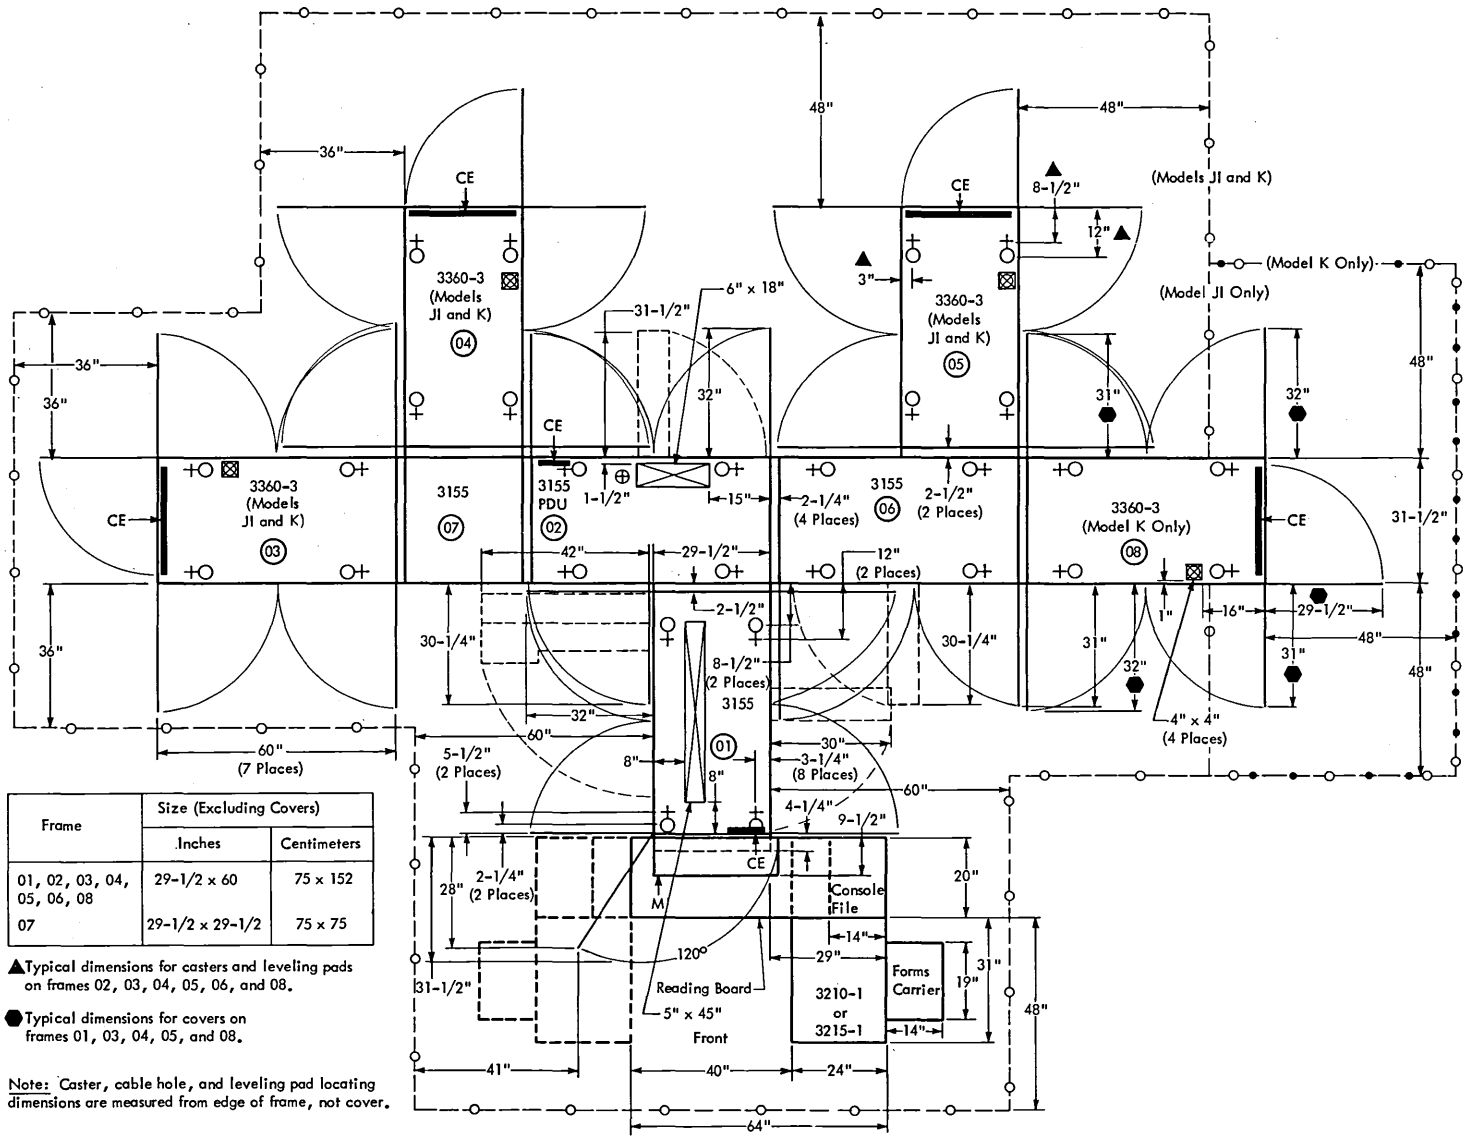 48"
48"
36"
(Models JI and K)
CE
CE
8-1/2"
12"
(Model K Only)
(Model JI Only)
3"
3360-3
(Models
JI and K)
04
6" x 18"
31-1/2"
3360-3
(Models
JI and K)
05
36"
36"
32"
31"
32"
48"
CE
CE
3360-3
(Models
JI and K)
03
3155
07
3155
PDU
02
1-1/2"
15"
2-1/4"
(4 Places)
3155
06
2-1/2"
(2 Places)
3360-3
(Model K Only)
08
CE
31-1/2"
42"
29-1/2"
12"
(2 Places)
2-1/2"
1"
16"
29-1/2"
48"
36"
30-1/4"
8-1/2"
(2 Places)
30-1/4"
31"
32"
31"
48"
3155
01
32"
60"
60"
(7 Places)
5-1/2"
(2 Places)
8"
8"
30"
3-1/4"
(8 Places)
60"
4" x 4"
(4 Places)
4-1/4"
9-1/2"
Frame
Size (Excluding Covers)
Inches
Centimeters
01, 02, 03, 04,
05, 06, 08
29-1/2 x 60
75 x 152
07
29-1/2 x 29-1/2
75 x 75
28"
2-1/4"
(2 Places)
CE
M
Console
File
20"
14"
120°
29"
31-1/2"
Reading Board
5" x 45"
Front
3210-1
or
3215-1
Forms
Carrier
19"
31"
14"
48"
Typical dimensions for casters and leveling pads
on frames 02, 03, 04, 05, 06, and 08.
Typical dimensions for covers on
frames 01, 03, 04, 05, and 08.
41"
40"
24"
64"
Note: Caster, cable hole, and leveling pad locating
dimensions are measured from edge of frame, not cover.